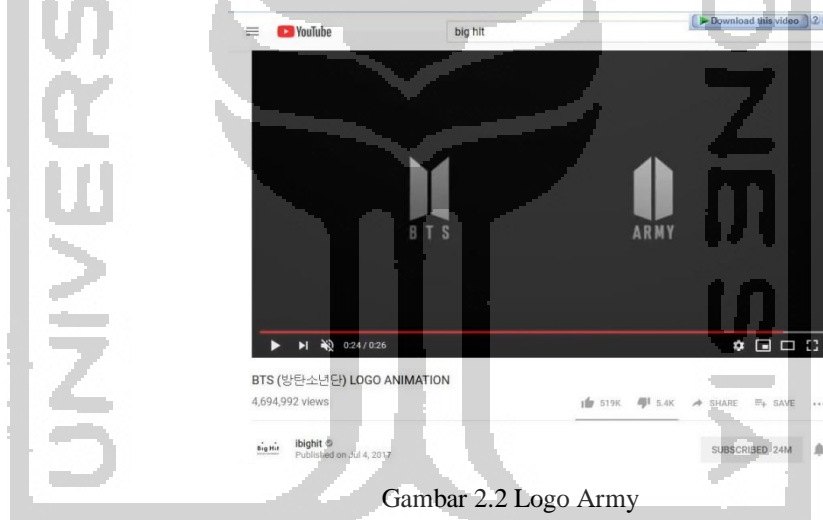 YouTube
big hit
Download this video
BTS
ARMY
0:24 / 0:26
BTS (방탄소년단) LOGO ANIMATION
4,694,992 views
519K 5.4K SHARE SAVE
Big Hit
ibighit
Published on Jul 4, 2017
SUBSCRIBED 24M
Gambar 2.2 Logo Army
UNIVERS